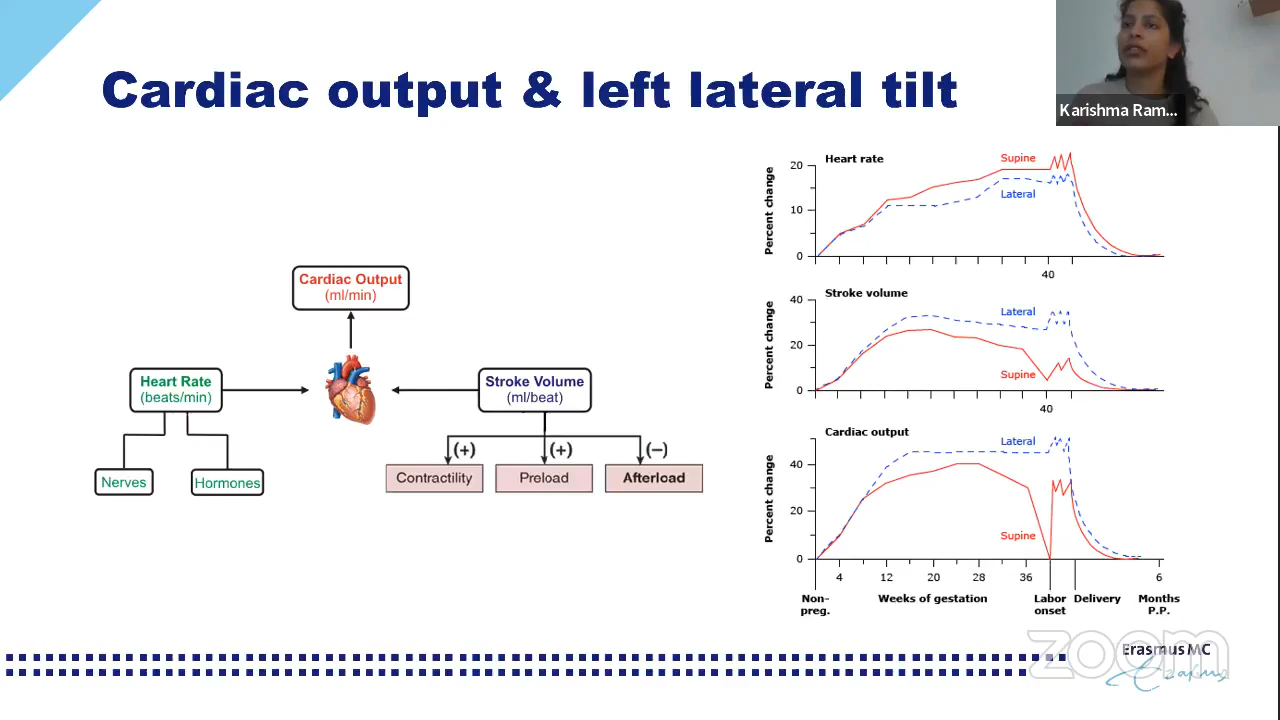 Cardiac output & left lateral tilt
Karishma Ram...
Cardiac Output
(ml/min)
Heart Rate
(beats/min)
Stroke Volume
(ml/beat)
(+)
(+)
(−)
Nerves
Hormones
Contractility
Preload
Afterload
Heart rate
Supine
Lateral
Percent change
20
10
0
40
Stroke volume
Lateral
Supine
Percent change
40
20
0
40
Cardiac output
Lateral
Supine
Percent change
40
20
0
4
12
20
28
36
6
Non-
preg.
Weeks of gestation
Labor
onset
Delivery
Months
P.P.
zoom
Erasmus MC
Erasmus